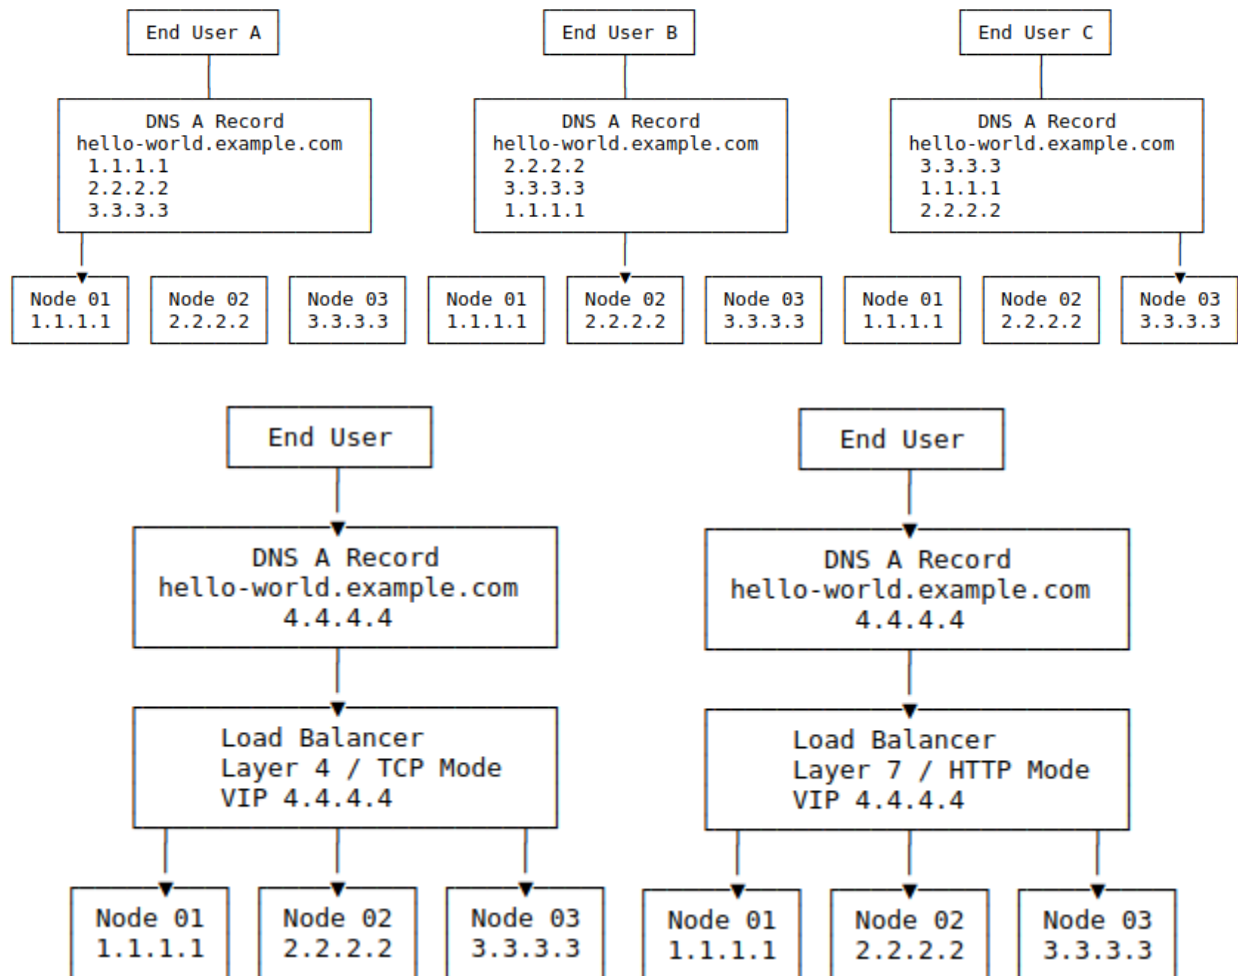 End User A
DNS A Record
hello-world.example.com
1.1.1.1
2.2.2.2
3.3.3.3
Node 01
1.1.1.1
Node 02
2.2.2.2
Node 03
3.3.3.3
End User B
DNS A Record
hello-world.example.com
2.2.2.2
3.3.3.3
1.1.1.1
Node 01
1.1.1.1
Node 02
2.2.2.2
Node 03
3.3.3.3
End User C
DNS A Record
hello-world.example.com
3.3.3.3
1.1.1.1
2.2.2.2
Node 01
1.1.1.1
Node 02
2.2.2.2
Node 03
3.3.3.3
End User
DNS A Record
hello-world.example.com
4.4.4.4
Load Balancer
Layer 4 / TCP Mode
VIP 4.4.4.4
Node 01
1.1.1.1
Node 02
2.2.2.2
Node 03
3.3.3.3
End User
DNS A Record
hello-world.example.com
4.4.4.4
Load Balancer
Layer 7 / HTTP Mode
VIP 4.4.4.4
Node 01
1.1.1.1
Node 02
2.2.2.2
Node 03
3.3.3.3